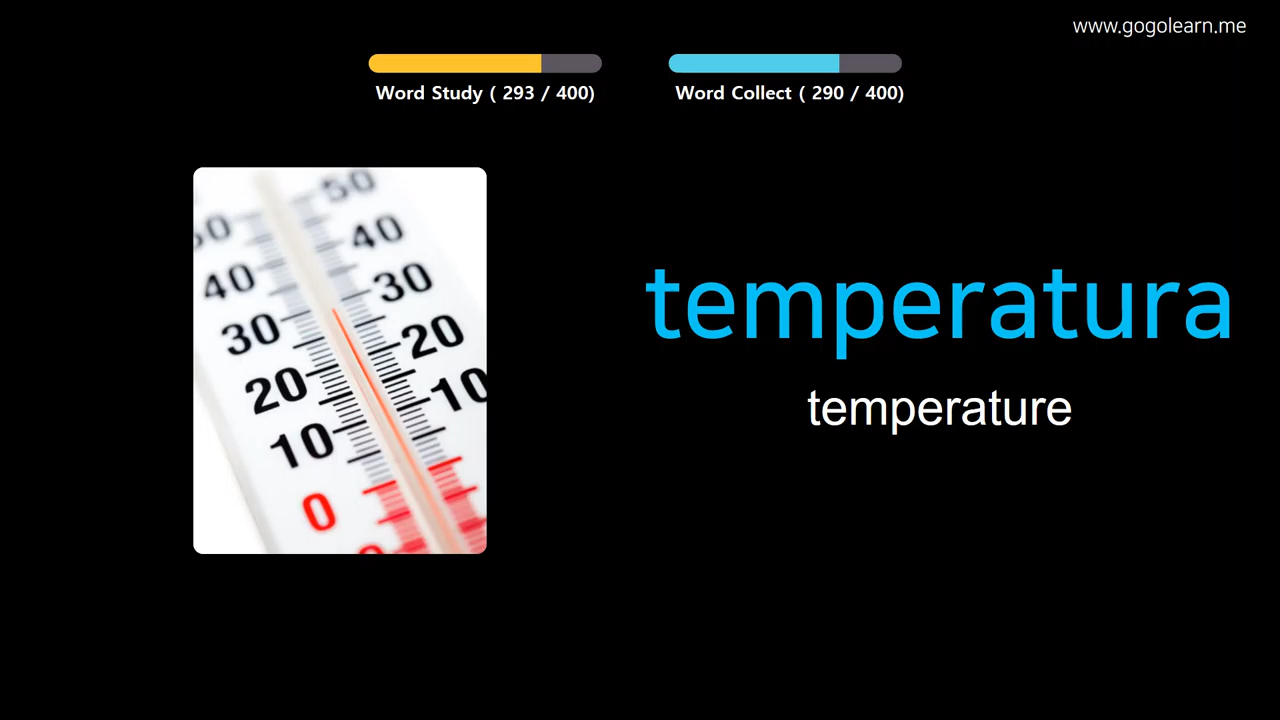 www.gogolearn.me
Word Study ( 293 / 400)
Word Collect ( 290 / 400)
50
50
40
40
30
30
20
20
10
10
0
temperatura
temperature